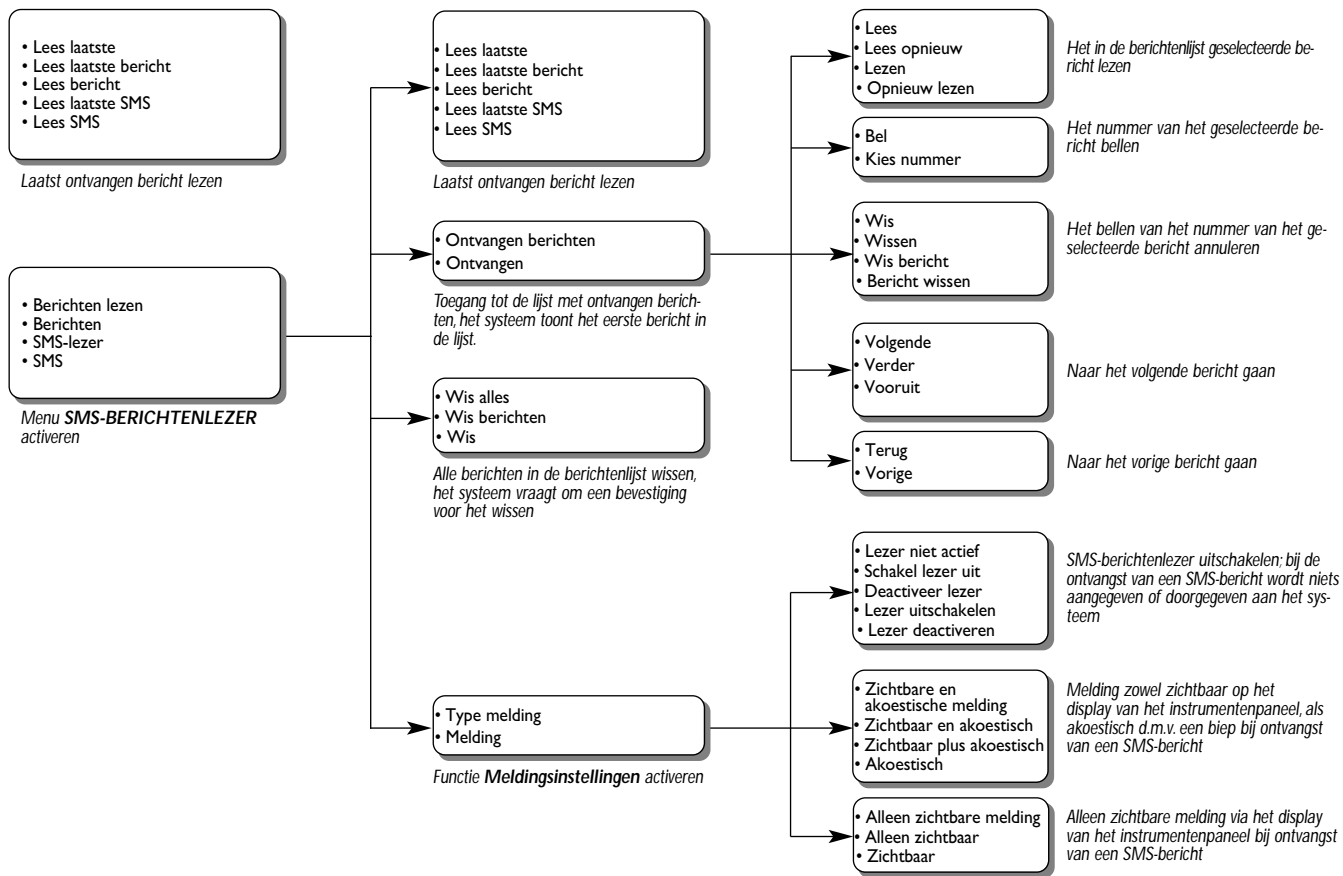 • Lees laatste
• Lees laatste bericht
• Lees bericht
• Lees laatste SMS
• Lees SMS
Laatst ontvangen bericht lezen
• Berichten lezen
• Berichten
• SMS-lezer
• SMS
Menu SMS-BERICHTENLEZER
activeren
• Lees laatste
• Lees laatste bericht
• Lees bericht
• Lees laatste SMS
• Lees SMS
Laatst ontvangen bericht lezen
• Ontvangen berichten
• Ontvangen
Toegang tot de lijst met ontvangen berich-
ten, het systeem toont het eerste bericht in
de lijst.
• Wis alles
• Wis berichten
• Wis
Alle berichten in de berichtenlijst wissen,
het systeem vraagt om een bevestiging
voor het wissen
• Type melding
• Melding
Functie Meldingsinstellingen activeren
• Lees
• Lees opnieuw
• Lezen
• Opnieuw lezen
Het in de berichtenlijst geselecteerde be-
richt lezen
• Bel
• Kies nummer
Het nummer van het geselecteerde be-
richt bellen
• Wis
• Wissen
• Wis bericht
• Bericht wissen
Het bellen van het nummer van het ge-
selecteerde bericht annuleren
• Volgende
• Verder
• Vooruit
Naar het volgende bericht gaan
• Terug
• Vorige
Naar het vorige bericht gaan
• Lezer niet actief
• Schakel lezer uit
• Deactiveer lezer
• Lezer uitschakelen
• Lezer deactiveren
SMS-berichtenlezer uitschakelen; bij de
ontvangst van een SMS-bericht wordt niets
aangegeven of doorgegeven aan het sys-
teem
• Zichtbare en
akoestische melding
• Zichtbaar en akoestisch
• Zichtbaar plus akoestisch
• Akoestisch
Melding zowel zichtbaar op het
display van het instrumentenpaneel, als
akoestisch d.m.v. een biep bij ontvangst
van een SMS-bericht
• Alleen zichtbare melding
• Alleen zichtbaar
• Zichtbaar
Alleen zichtbare melding via het display
van het instrumentenpaneel bij ontvangst
van een SMS-bericht